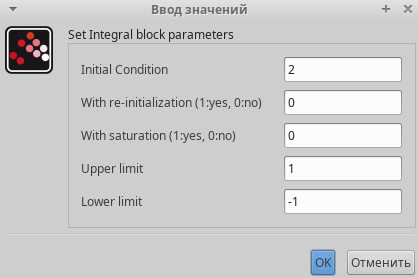 Ввод значений
Set Integral block parameters
Initial Condition 2
With re-initialization (1:yes, 0:no) 0
With saturation (1:yes, 0:no) 0
Upper limit 1
Lower limit -1
OK Отменить